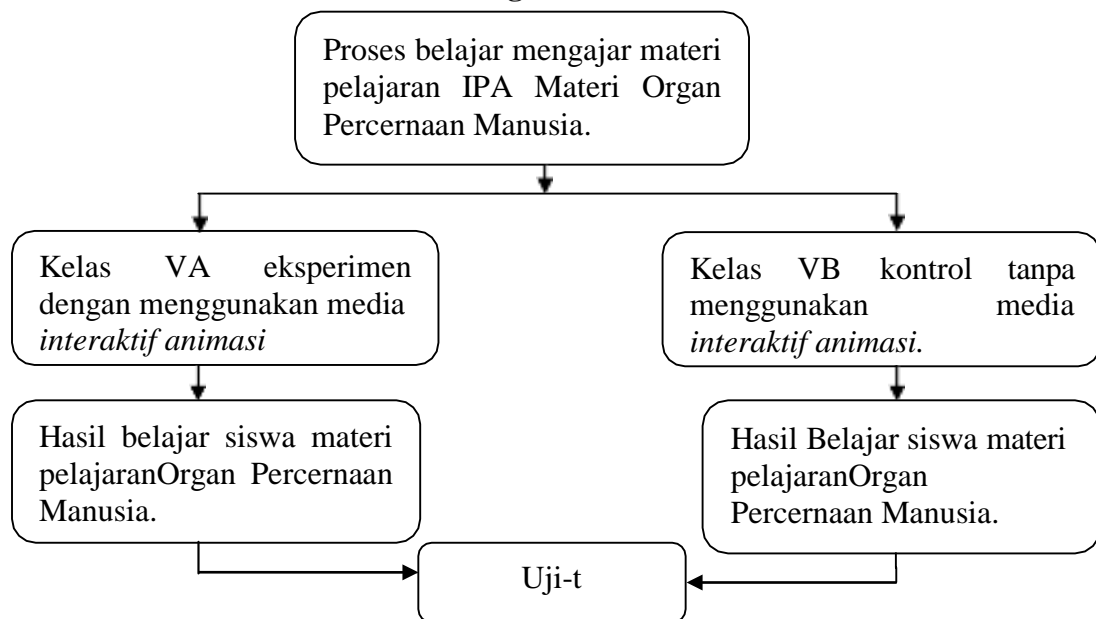 Proses belajar mengajar materi
pelajaran IPA Materi Organ
Percernaan Manusia.
Kelas VA eksperimen
dengan menggunakan media
interaktif animasi
Kelas VB kontrol tanpa
menggunakan media
interaktif animasi.
Hasil belajar siswa materi
pelajaranOrgan Percernaan
Manusia.
Hasil Belajar siswa materi
pelajaranOrgan
Percernaan Manusia.
Uji-t